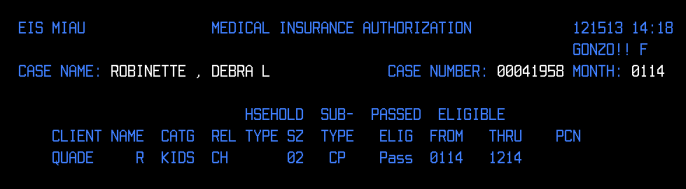 EIS MIAU MEDICAL INSURANCE AUTHORIZATION 121513 14:18
GONZO!! F
CASE NAME: ROBINETTE , DEBRA L CASE NUMBER: 00041958 MONTH: 0114
HSEHOLD SUB- PASSED ELIGIBLE
CLIENT NAME CATG REL TYPE SZ TYPE ELIG FROM THRU PCN
QUADE R KIDS CH 02 CP Pass 0114 1214